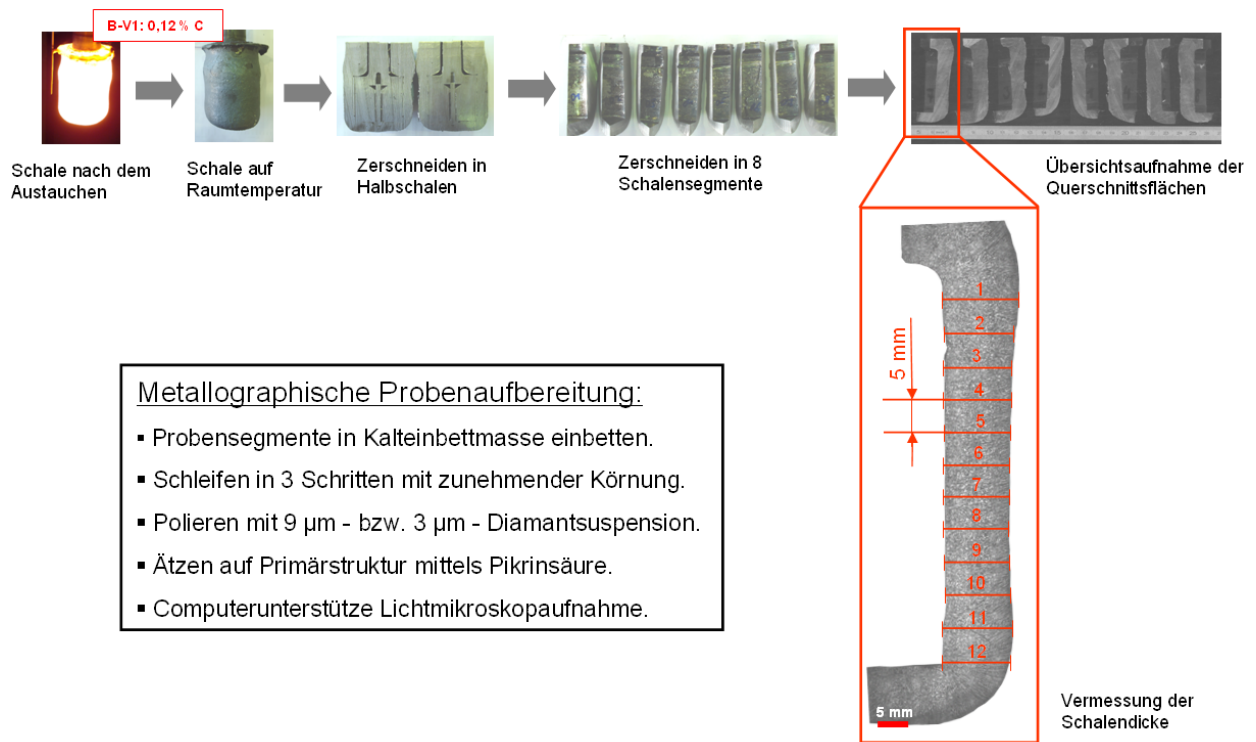 B-V1: 0,12 % C
Schale nach dem
Austauchen
Schale auf
Raumtemperatur
Zerschneiden in
Halbschalen
Zerschneiden in 8
Schalensegmente
Übersichtsaufnahme der
Querschnittsflächen
Metallographische Probenaufbereitung:
▪ Probensegmente in Kalteinbettmasse einbetten.
▪ Schleifen in 3 Schritten mit zunehmender Körnung.
▪ Polieren mit 9 µm - bzw. 3 µm - Diamantsuspension.
▪ Ätzen auf Primärstruktur mittels Pikrinsäure.
▪ Computerunterstütze Lichtmikroskopaufnahme.
5 mm
1
2
3
4
5
6
7
8
9
10
11
12
5 mm
Vermessung der
Schalendicke